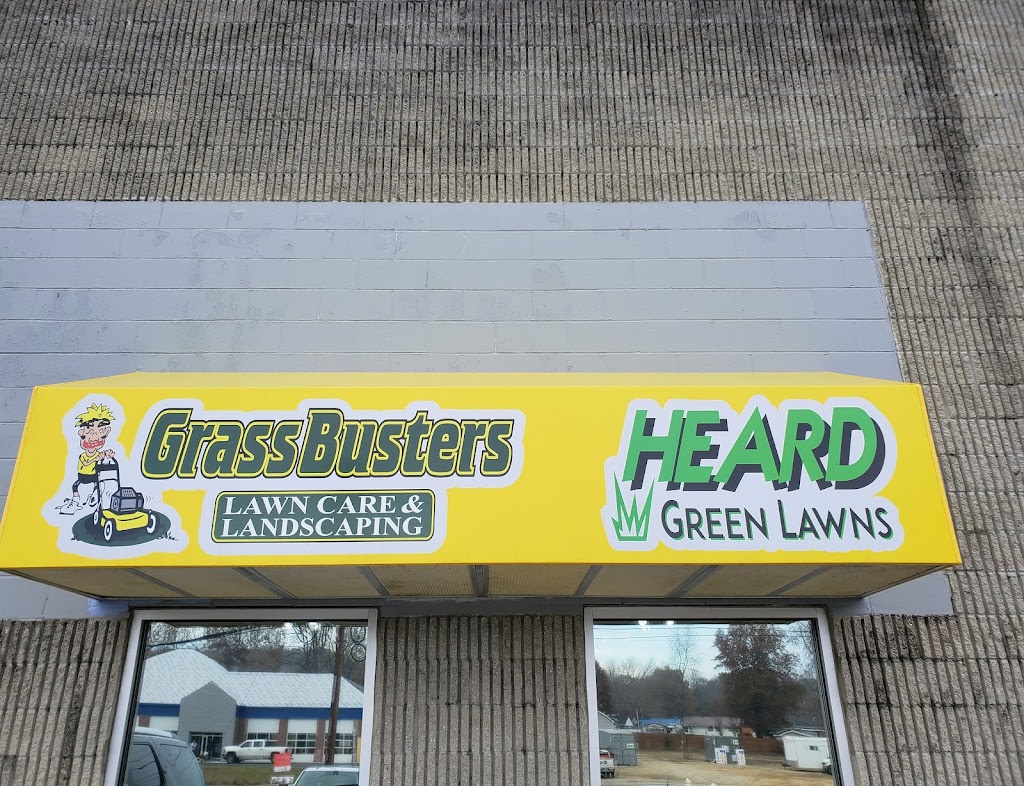 GrassBusters
LAWN CARE &
LANDSCAPING
HEARD
GREEN LAWNS